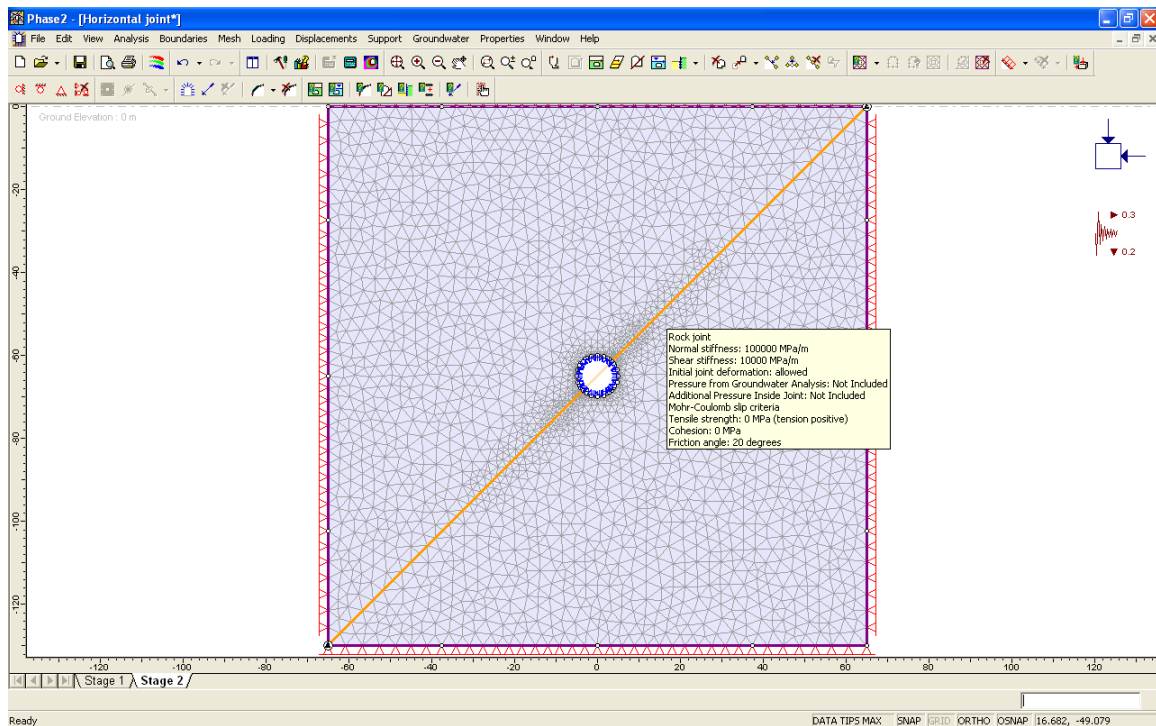 Phase2 - [Horizontal joint*]
File Edit View Analysis Boundaries Mesh Loading Displacements Support Groundwater Properties Window Help
Ground Elevation : 0 m
0
-20
-40
-60
-80
-100
-120
0.3
0.2
Rock joint
Normal stiffness: 100000 MPa/m
Shear stiffness: 10000 MPa/m
Initial joint deformation: allowed
Pressure from Groundwater Analysis: Not Included
Additional Pressure Inside Joint: Not Included
Mohr-Coulomb slip criteria
Tensile strength: 0 MPa (tension positive)
Cohesion: 0 MPa
Friction angle: 20 degrees
-120 -100 -80 -60 -40 -20 0 20 40 60 80 100 120
Stage 1 Stage 2
Ready DATA TIPS MAX SNAP GRID ORTHO OSNAP 16.682, -49.079